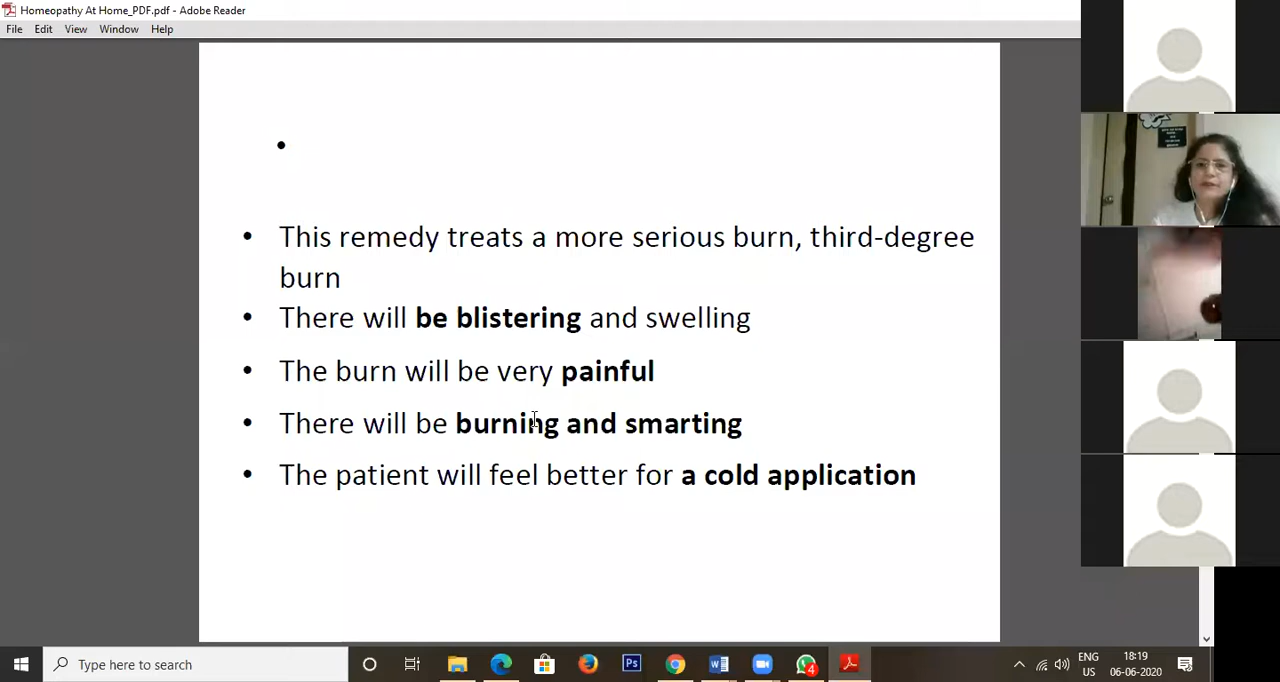 Homeopathy At Home_PDF.pdf - Adobe Reader
File Edit View Window Help
• This remedy treats a more serious burn, third-degree
burn
• There will be blistering and swelling
• The burn will be very painful
• There will be burning and smarting
• The patient will feel better for a cold application
Type here to search
Ps
4
ENG
US
18:19
06-06-2020